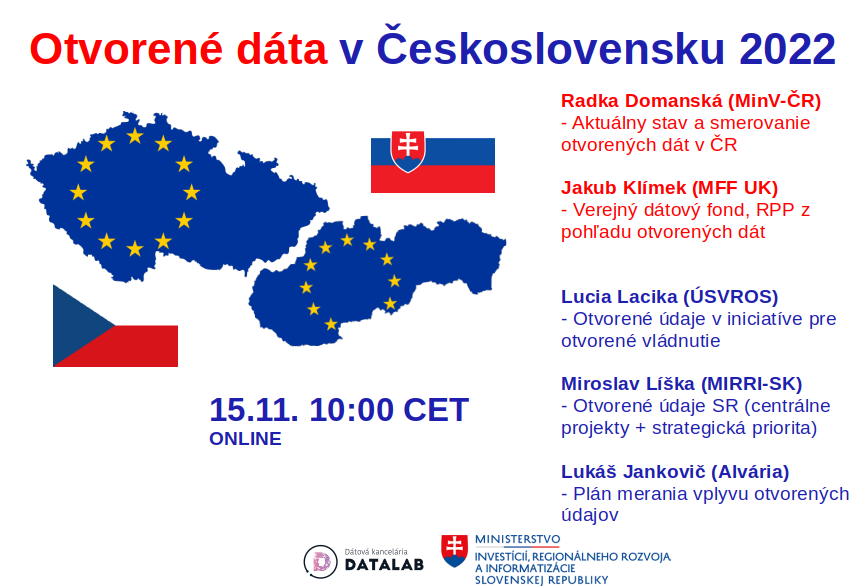 Otvorené dáta v Československu 2022
Radka Domanská (MinV-ČR)
- Aktuálny stav a smerovanie
otvorených dát v ČR
Jakub Klímek (MFF UK)
- Verejný dátový fond, RPP z
pohľadu otvorených dát
Lucia Lacika (ÚSVROS)
- Otvorené údaje v iniciatíve pre
otvorené vládnutie
Miroslav Líška (MIRRI-SK)
- Otvorené údaje SR (centrálne
projekty + strategická priorita)
Lukáš Jankovič (Alvária)
- Plán merania vplyvu otvorených
údajov
15.11. 10:00 CET
ONLINE
D
Dátová kancelária
DATALAB
MINISTERSTVO
INVESTÍCIÍ, REGIONÁLNEHO ROZVOJA
A INFORMATIZÁCIE
SLOVENSKEJ REPUBLIKY